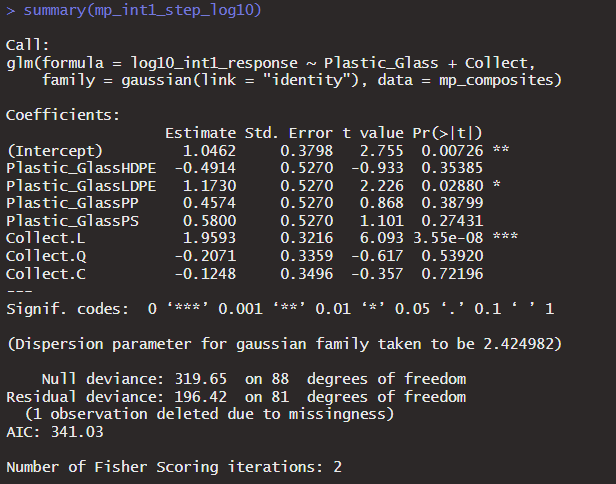 > summary(mp_int1_step_log10)

Call:
glm(formula = log10_int1_response ~ Plastic_Glass + Collect,
    family = gaussian(link = "identity"), data = mp_composites)

Coefficients:
                  Estimate Std. Error t value Pr(>|t|)
(Intercept)         1.0462     0.3798   2.755  0.00726 **
Plastic_GlassHDPE  -0.4914     0.5270  -0.933  0.35385
Plastic_GlassLDPE   1.1730     0.5270   2.226  0.02880 *
Plastic_GlassPP     0.4574     0.5270   0.868  0.38799
Plastic_GlassPS     0.5800     0.5270   1.101  0.27431
Collect.L           1.9593     0.3216   6.093 3.55e-08 ***
Collect.Q          -0.2071     0.3359  -0.617  0.53920
Collect.C          -0.1248     0.3496  -0.357  0.72196
---
Signif. codes:  0 ‘***’ 0.001 ‘**’ 0.01 ‘*’ 0.05 ‘.’ 0.1 ‘ ’ 1

(Dispersion parameter for gaussian family taken to be 2.424982)

    Null deviance: 319.65  on 88  degrees of freedom
Residual deviance: 196.42  on 81  degrees of freedom
  (1 observation deleted due to missingness)
AIC: 341.03

Number of Fisher Scoring iterations: 2